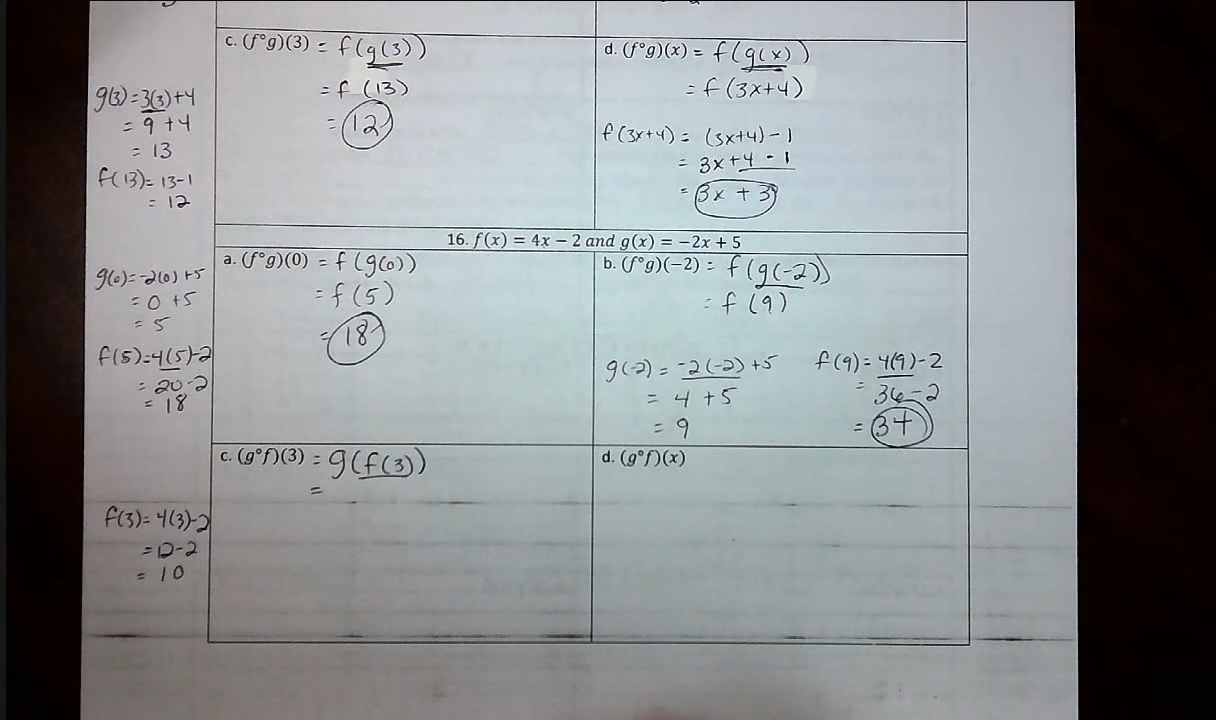 c. (f°g)(3) = f(g(3))
= f (13)
= 12
g(3) = 3(3)+4
= 9 +4
= 13
f(13) = 13-1
= 12
d. (f°g)(x) = f(g(x))
= f (3x+4)
f(3x+4) = (3x+4) - 1
= 3x+4 - 1
= 3x + 3
16. f(x) = 4x − 2 and g(x) = −2x + 5
a. (f°g)(0) = f(g(0))
= f(5)
= 18
g(0) = -2(0) +5
= 0 +5
= 5
f(5) = 4(5)-2
= 20-2
= 18
b. (f°g)(−2) = f(g(-2))
= f (9)
g(-2) = -2(-2) +5
= 4 +5
= 9
f(9) = 4(9)-2
= 36-2
= 34
c. (g°f)(3) = g(f(3))
=
f(3) = 4(3)-2
= 12-2
= 10
d. (g°f)(x)